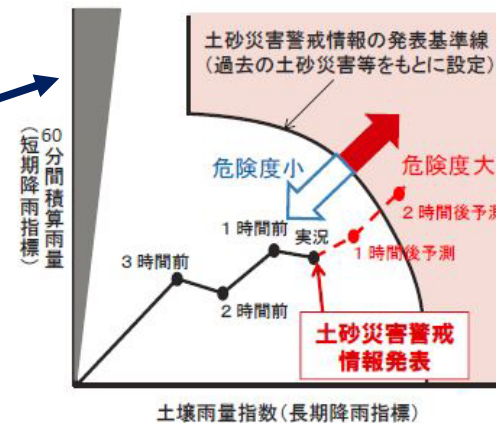 土砂災害警戒情報の発表基準線
(過去の土砂災害等をもとに設定)
60分間積算雨量
(短期降雨指標)
危険度小
危険度大
2時間後予測
1時間前
実況
1時間後予測
3時間前
2時間前
土砂災害警戒
情報発表
土壌雨量指数(長期降雨指標)